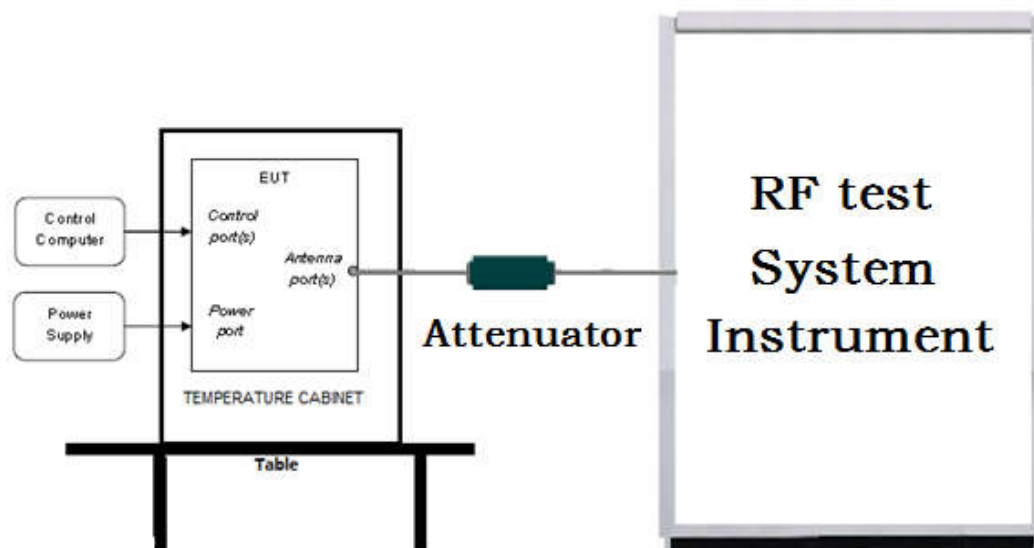 Control
Computer
Power
Supply
EUT
Control
port(s)
Antenna
port(s)
Power
port
TEMPERATURE CABINET
Table
Attenuator
RF test
System
Instrument